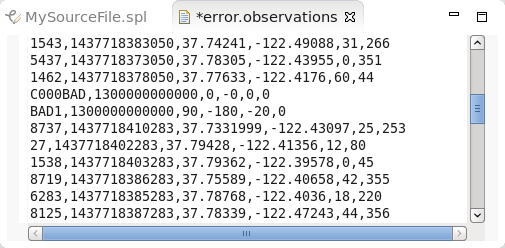 MySourceFile.spl
*error.observations
1543,1437718383050,37.74241,-122.49088,31,266
5437,1437718373050,37.78305,-122.43955,0,351
1462,1437718378050,37.77633,-122.4176,60,44
C000BAD,1300000000000,0,-0,0,0
BAD1,1300000000000,90,-180,-20,0
8737,1437718410283,37.7331999,-122.43097,25,253
27,1437718402283,37.79428,-122.41356,12,80
1538,1437718403283,37.79362,-122.39578,0,45
8719,1437718386283,37.75589,-122.40658,42,355
6283,1437718385283,37.78768,-122.4036,18,220
8125,1437718387283,37.78339,-122.47243,44,356